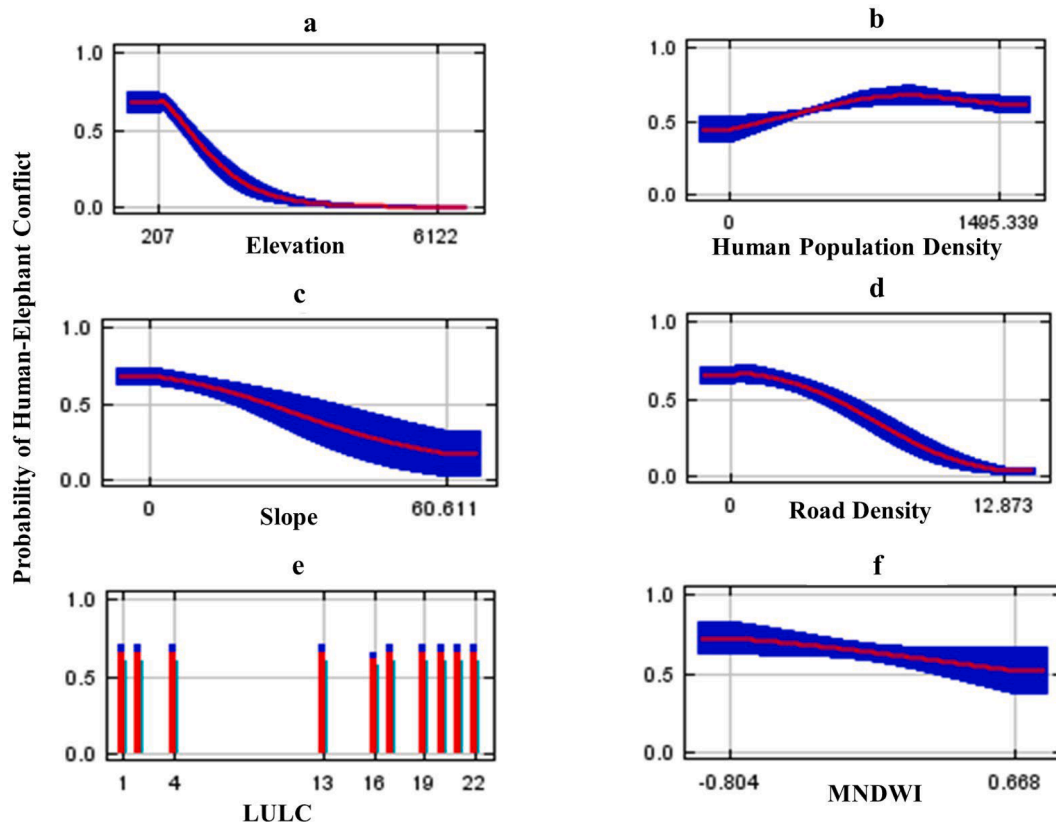 Probability of Human-Elephant Conflict
a
1.0
0.5
0.0
207
6122
Elevation
b
1.0
0.5
0.0
0
1495.339
Human Population Density
c
1.0
0.5
0.0
0
60.611
Slope
d
1.0
0.5
0.0
0
12.873
Road Density
e
1.0
0.5
0.0
1 4 13 16 19 22
LULC
f
1.0
0.5
0.0
-0.804
0.668
MNDWI